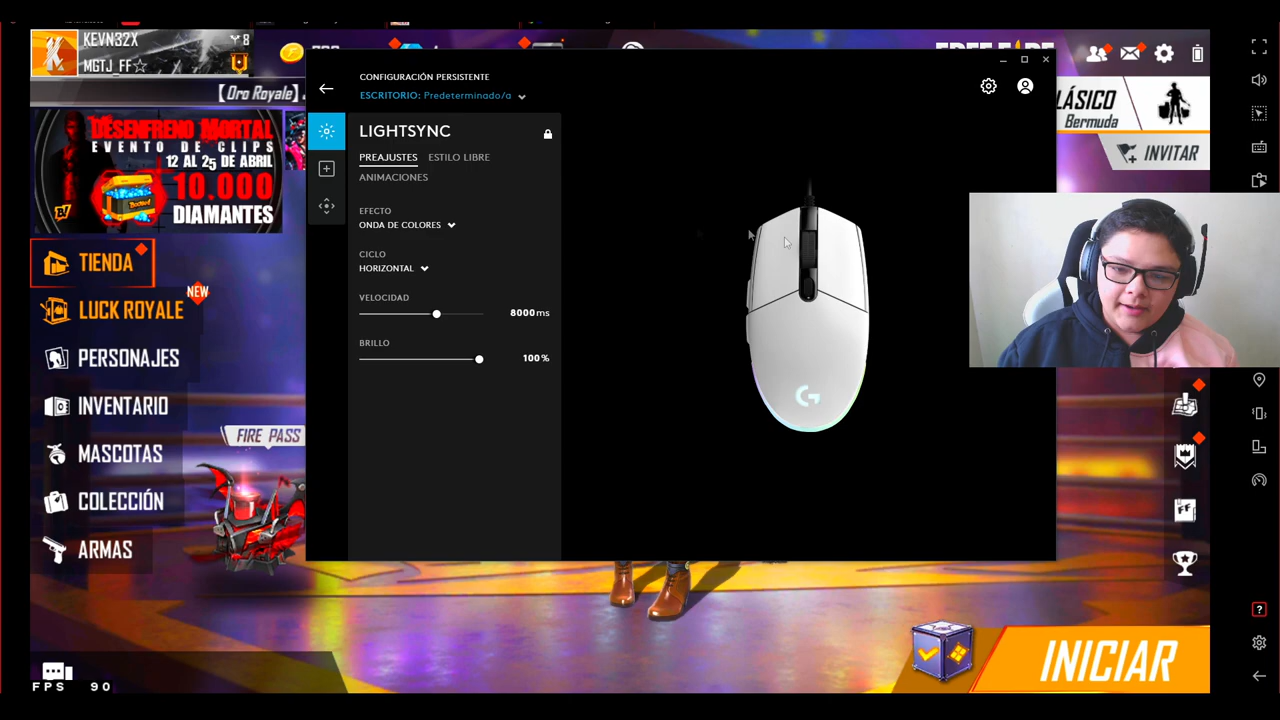 KEVN32X
8
MGTJ_FF☆
【Oro Royale】
DESENFRENO MORTAL
EVENTO DE CLIPS
12 AL 25 DE ABRIL
10.000
DIAMANTES
TIENDA
LUCK ROYALE
NEW
PERSONAJES
INVENTARIO
MASCOTAS
FIRE PASS
COLECCIÓN
ARMAS
FPS 90
CONFIGURACIÓN PERSISTENTE
ESCRITORIO: Predeterminado/a
LIGHTSYNC
PREAJUSTES
ESTILO LIBRE
ANIMACIONES
EFECTO
ONDA DE COLORES
CICLO
HORIZONTAL
VELOCIDAD
8000 ms
BRILLO
100 %
G
LÁSICO
Bermuda
INVITAR
FF
INICIAR